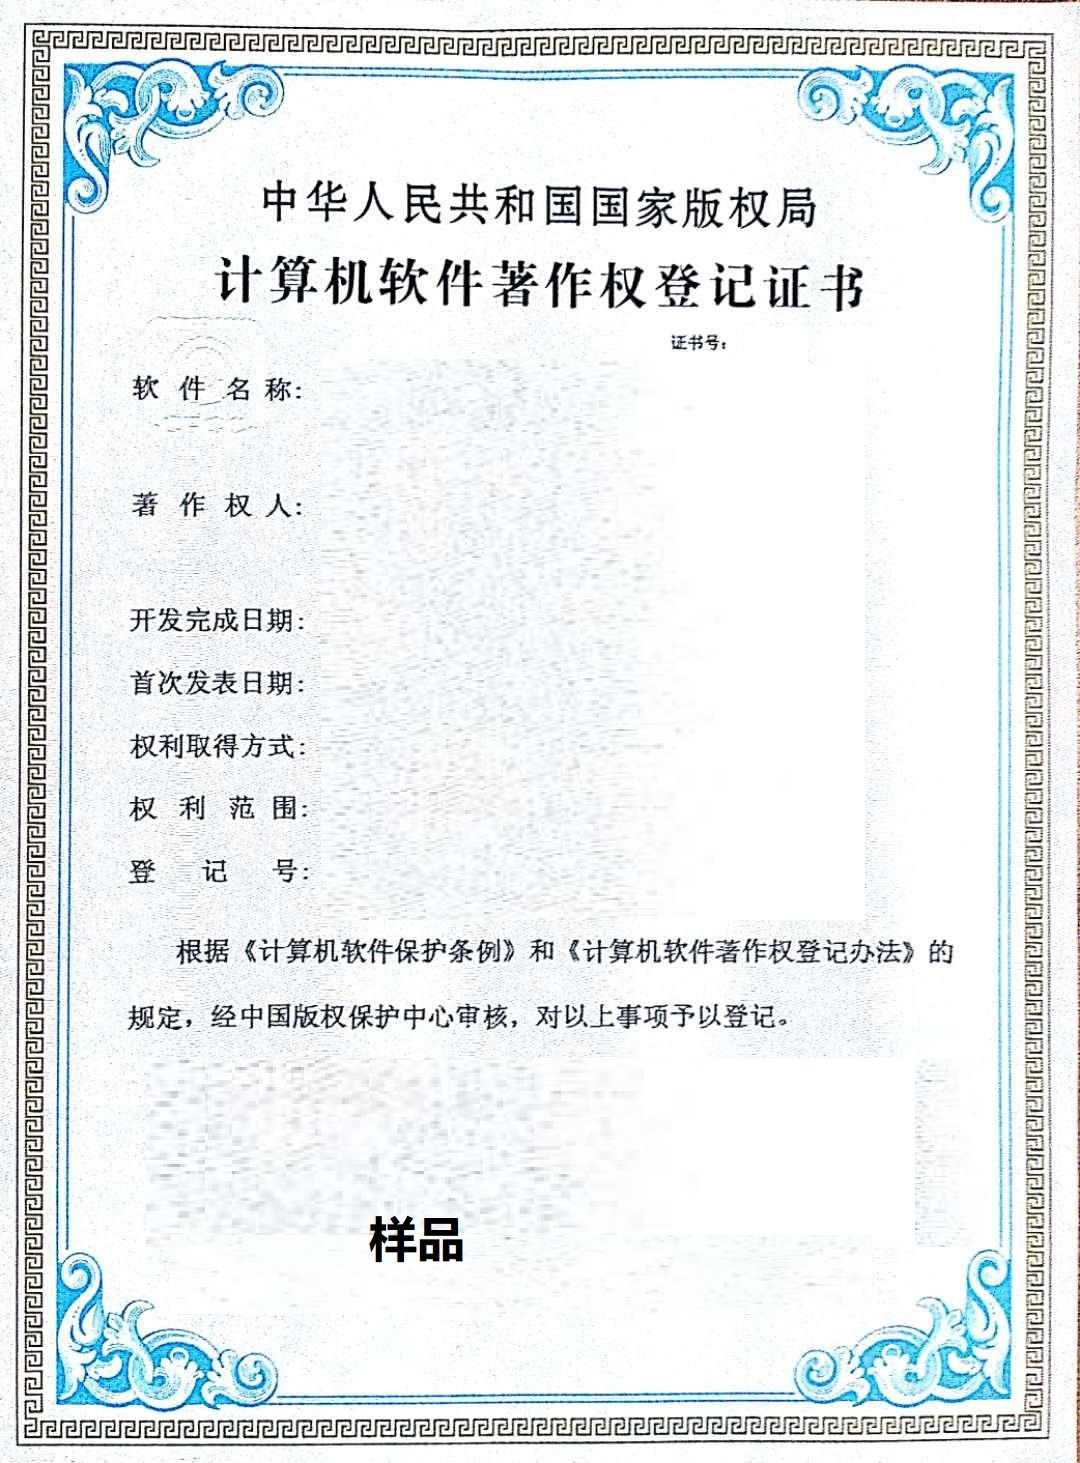 中华人民共和国国家版权局
计算机软件著作权登记证书
证书号：
软件名称：
著作权人：
开发完成日期：
首次发表日期：
权利取得方式：
权利范围：
登记号：
根据《计算机软件保护条例》和《计算机软件著作权登记办法》的
规定，经中国版权保护中心审核，对以上事项予以登记。
样品